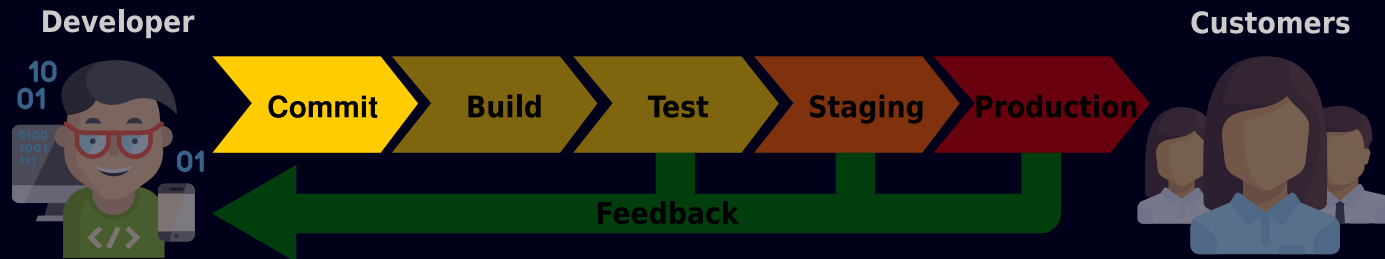 Developer
Customers
10
01
0100
1001
111
01
</>
Commit
Build
Test
Staging
Production
Feedback